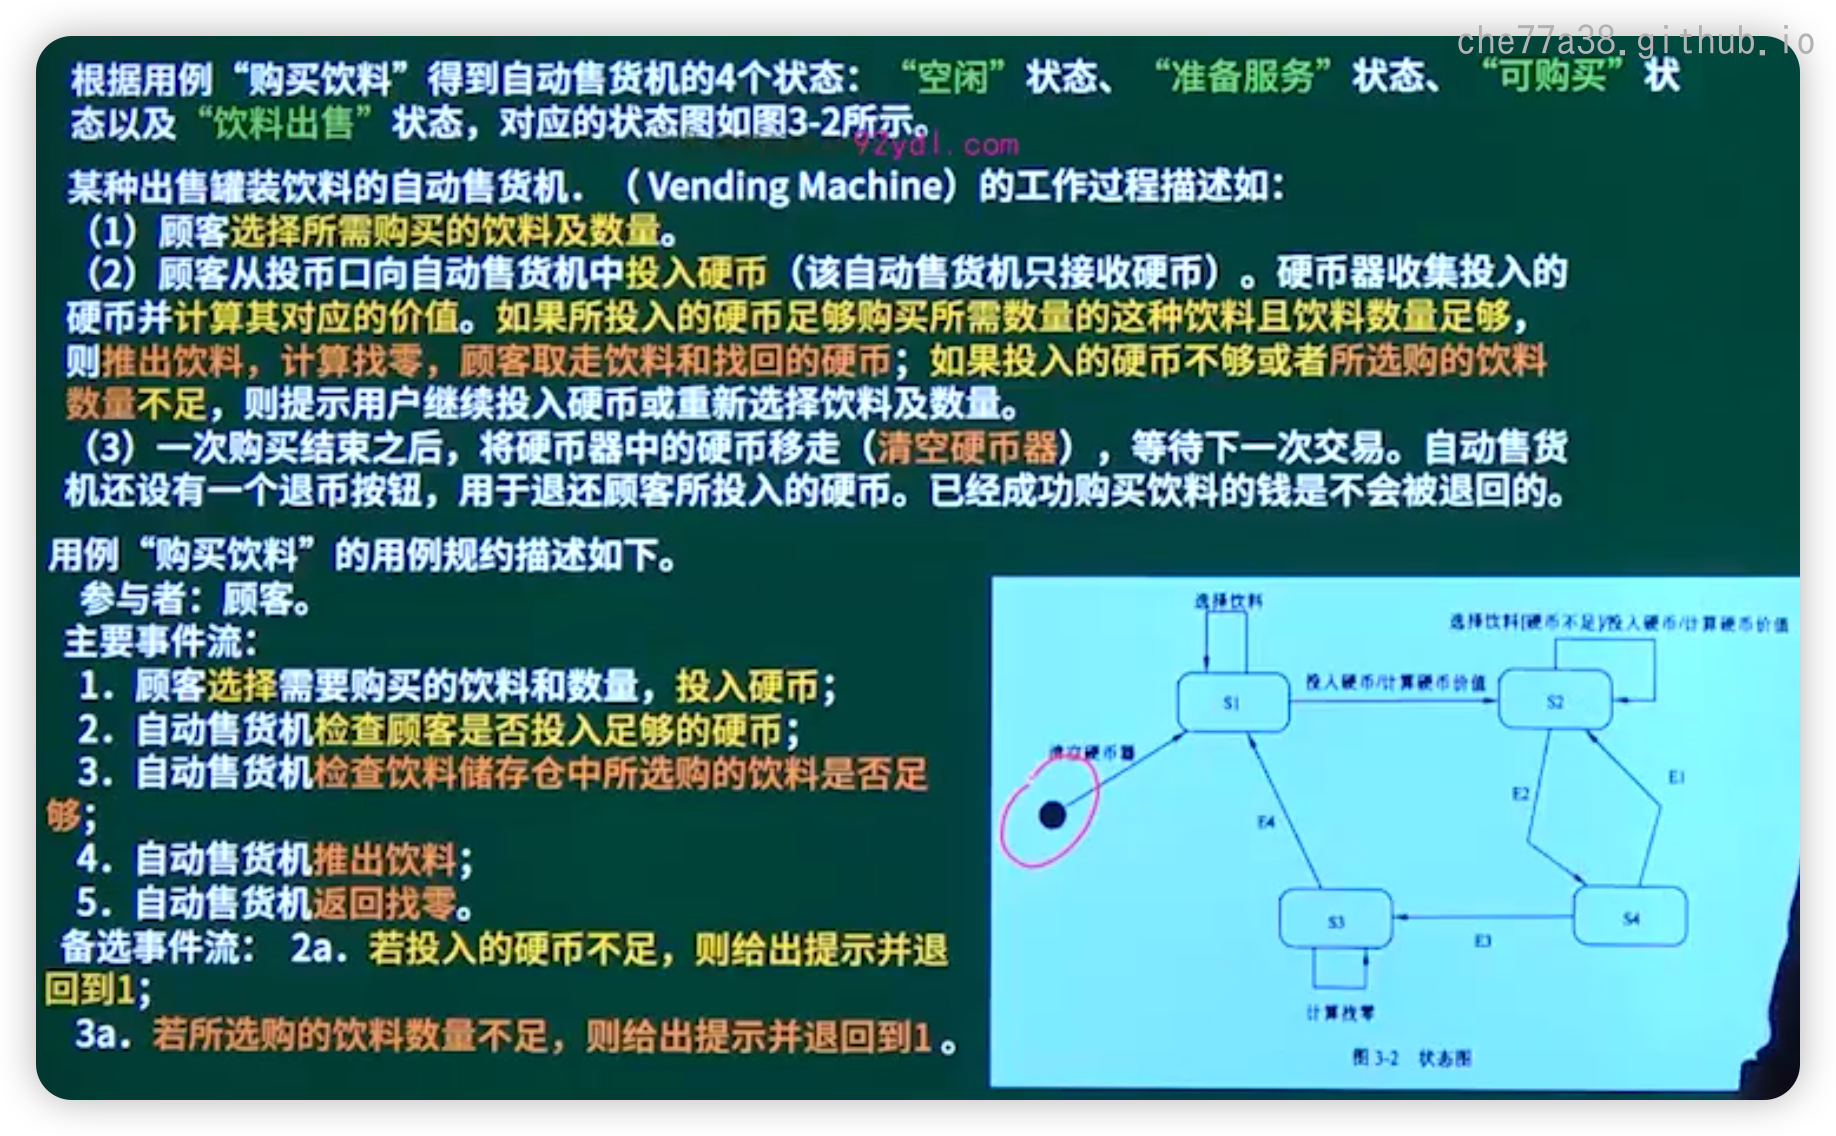 che77a38.github.io
根据用例“购买饮料”得到自动售货机的4个状态：“空闲”状态、“准备服务”状态、“可购买”状
态以及“饮料出售”状态，对应的状态图如图3-2所示。
92ydl.com
某种出售罐装饮料的自动售货机．（Vending Machine）的工作过程描述如：
（1）顾客选择所需购买的饮料及数量。
（2）顾客从投币口向自动售货机中投入硬币（该自动售货机只接收硬币）。硬币器收集投入的
硬币并计算其对应的价值。如果所投入的硬币足够购买所需数量的这种饮料且饮料数量足够，
则推出饮料，计算找零，顾客取走饮料和找回的硬币；如果投入的硬币不够或者所选购的饮料
数量不足，则提示用户继续投入硬币或重新选择饮料及数量。
（3）一次购买结束之后，将硬币器中的硬币移走（清空硬币器），等待下一次交易。自动售货
机还设有一个退币按钮，用于退还顾客所投入的硬币。已经成功购买饮料的钱是不会被退回的。
用例“购买饮料”的用例规约描述如下。
参与者：顾客。
主要事件流：
1．顾客选择需要购买的饮料和数量，投入硬币；
2．自动售货机检查顾客是否投入足够的硬币；
3．自动售货机检查饮料储存仓中所选购的饮料是否足
够；
4．自动售货机推出饮料；
5．自动售货机返回找零。
备选事件流： 2a．若投入的硬币不足，则给出提示并退
回到1；
3a．若所选购的饮料数量不足，则给出提示并退回到1 。
选择饮料
选择饮料[硬币不足]/投入硬币/计算硬币价值
S1
投入硬币/计算硬币价值
S2
清空硬币器
E2
E1
E4
S3
E3
S4
计算找零
图 3-2 状态图